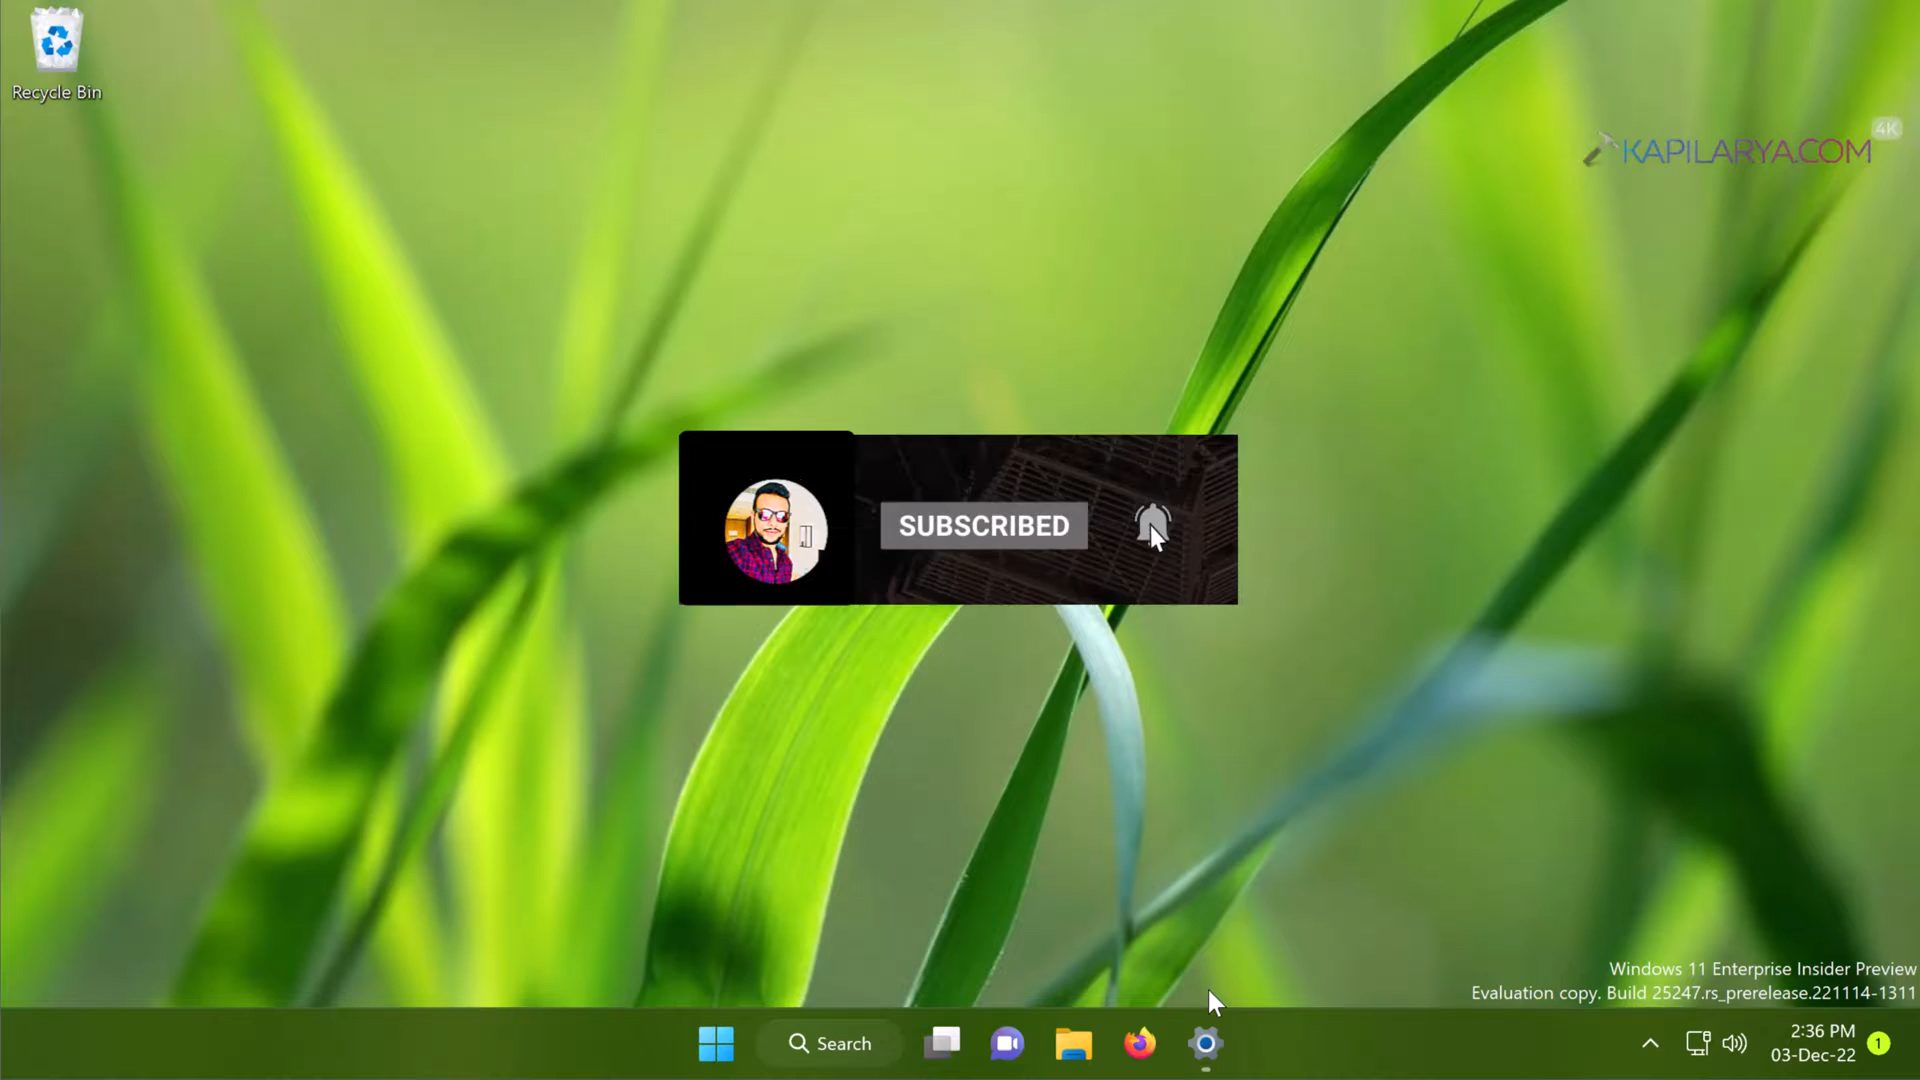 Recycle Bin
4K
KAPILARYA.COM
SUBSCRIBED
Windows 11 Enterprise Insider Preview
Evaluation copy. Build 25247.rs_prerelease.221114-1311
Search
2:36 PM
03-Dec-22
1